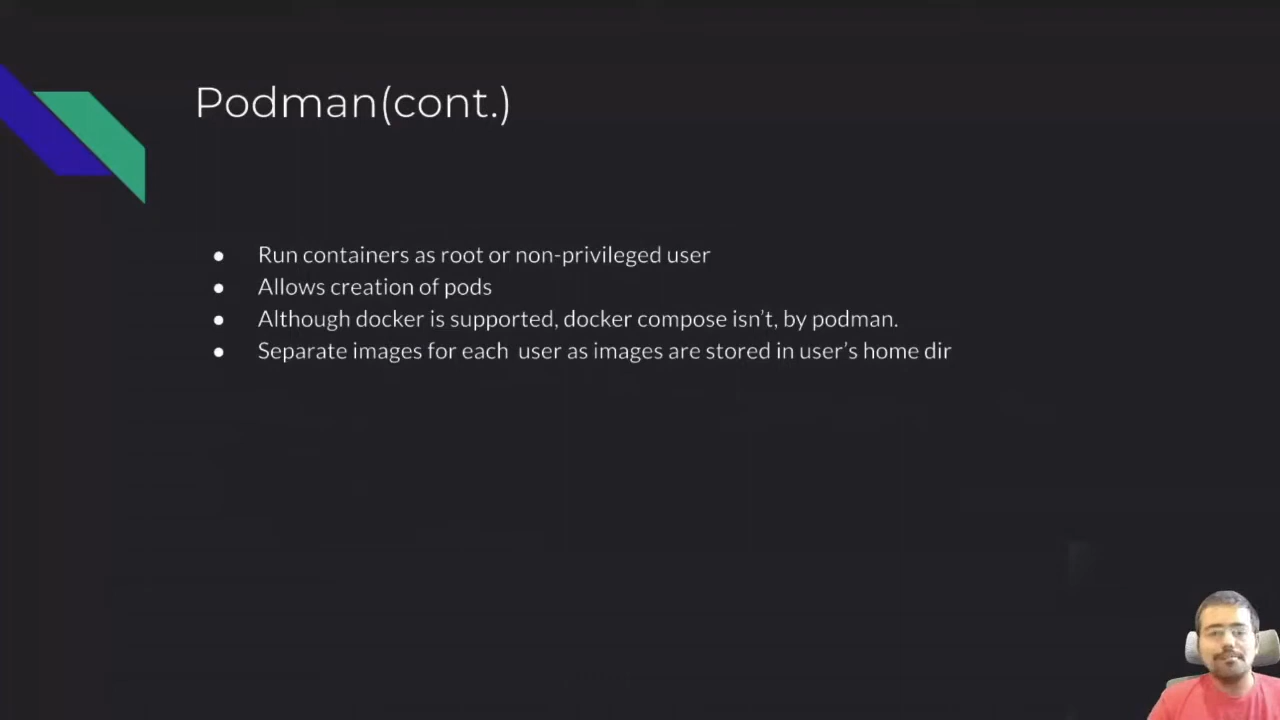 Podman(cont.)
● Run containers as root or non-privileged user
● Allows creation of pods
● Although docker is supported, docker compose isn't, by podman.
● Separate images for each  user as images are stored in user's home dir